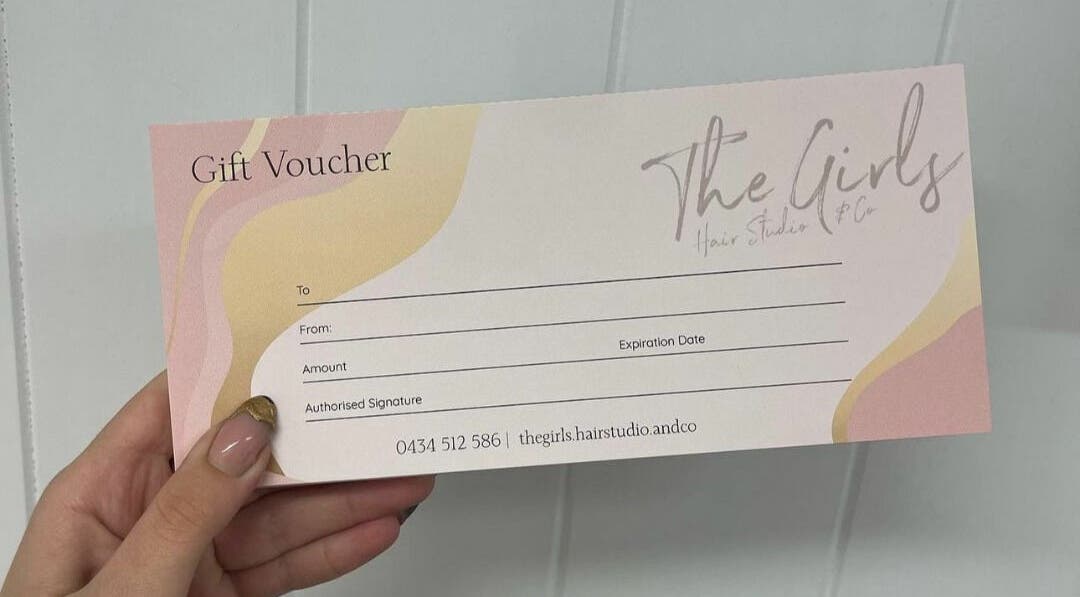 Gift Voucher
The Girls
Hair Studio & Co
To
From:
Amount
Expiration Date
Authorised Signature
0434 512 586 | thegirls.hairstudio.andco